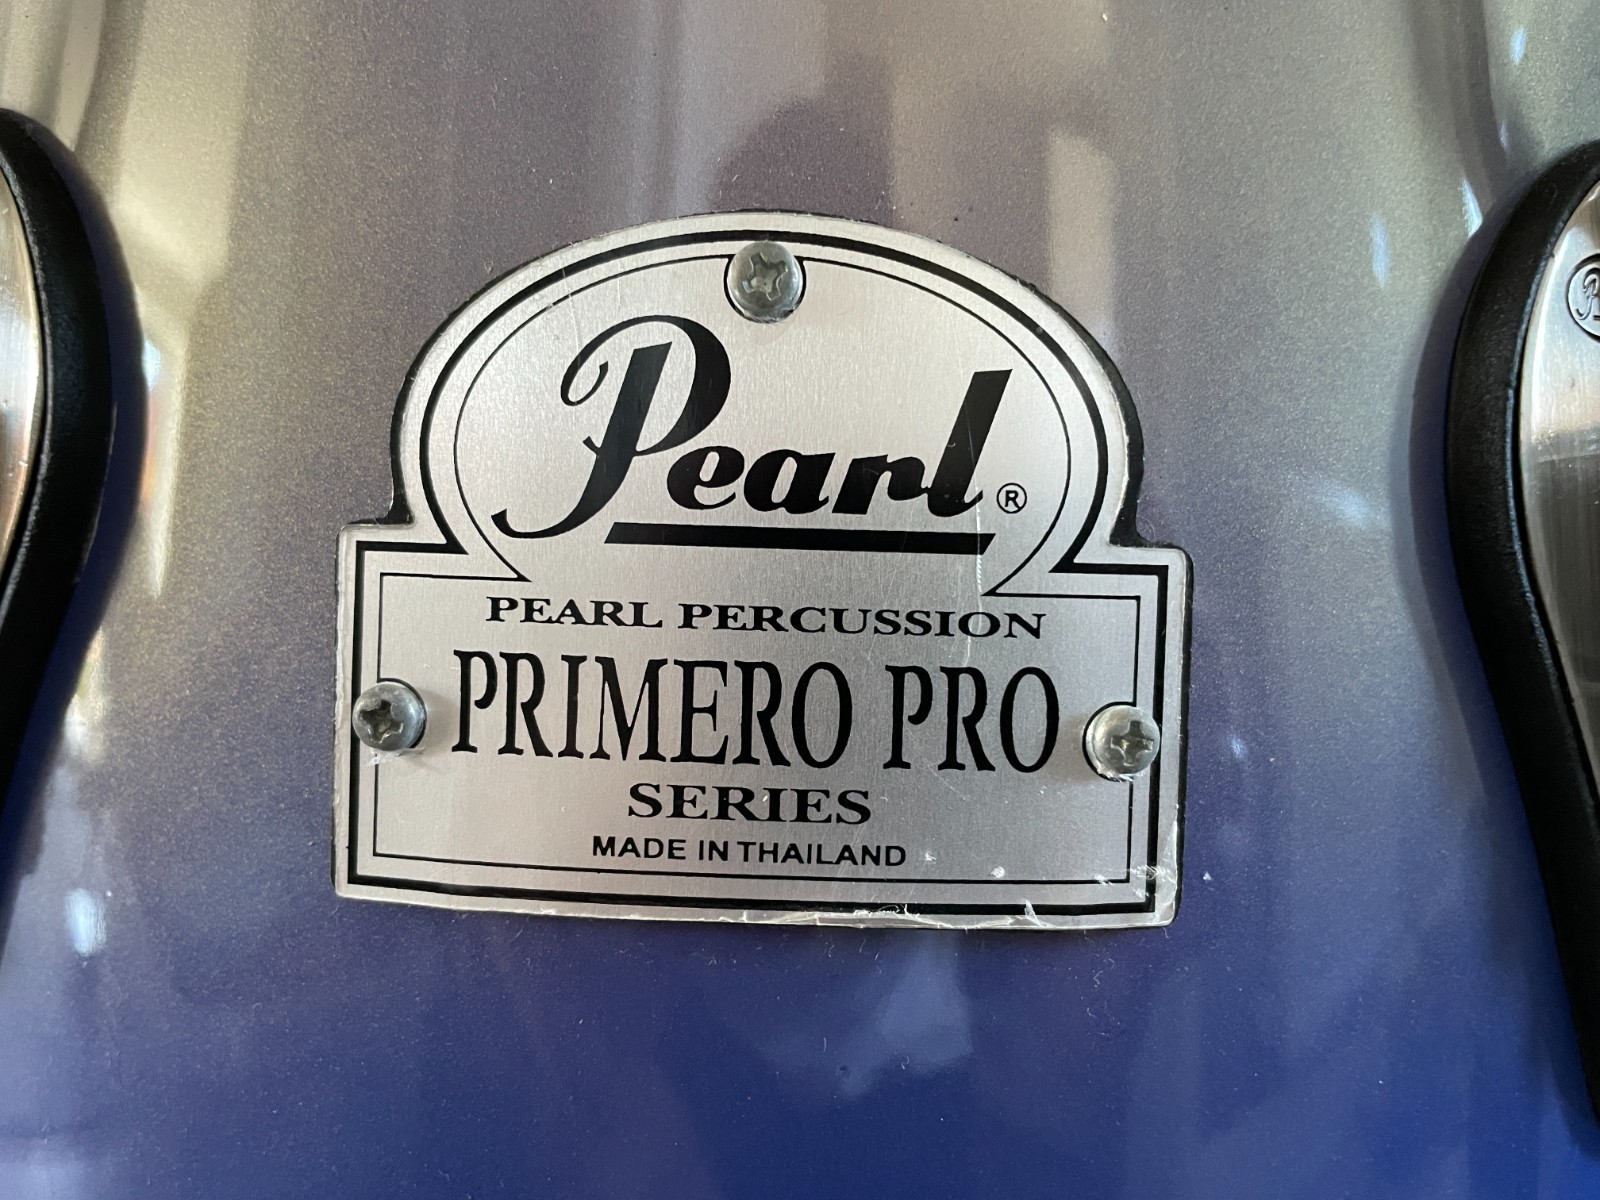 Pearl®
PEARL PERCUSSION
PRIMERO PRO
SERIES
MADE IN THAILAND